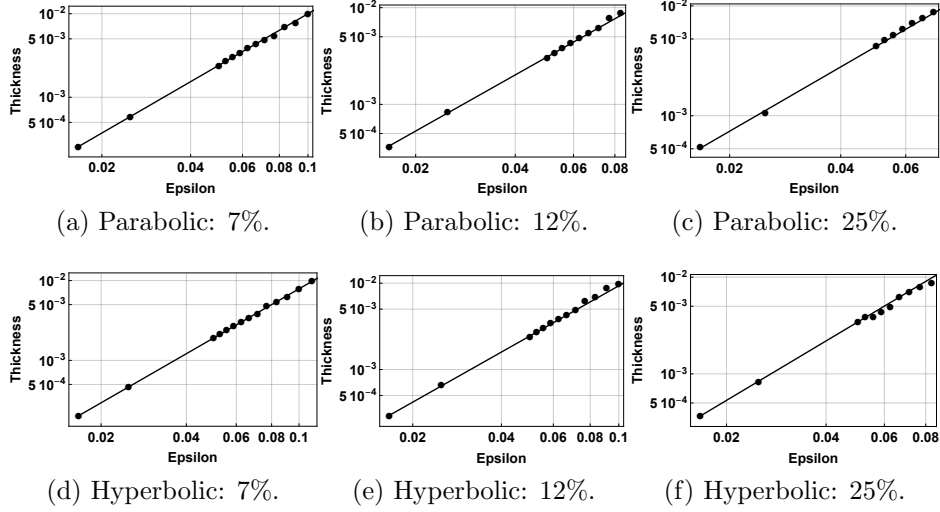 10⁻² 10⁻² 10⁻²
5 10⁻³ 5 10⁻³ 5 10⁻³
Thickness Thickness Thickness
10⁻³ 10⁻³ 10⁻³
5 10⁻⁴ 5 10⁻⁴ 5 10⁻⁴
0.02 0.04 0.06 0.08 0.1 0.02 0.04 0.06 0.08 0.02 0.04 0.06
Epsilon Epsilon Epsilon
(a) Parabolic: 7%. (b) Parabolic: 12%. (c) Parabolic: 25%.
10⁻² 10⁻² 10⁻²
5 10⁻³ 5 10⁻³ 5 10⁻³
Thickness Thickness Thickness
10⁻³ 10⁻³ 10⁻³
5 10⁻⁴ 5 10⁻⁴ 5 10⁻⁴
0.02 0.04 0.06 0.08 0.1 0.02 0.04 0.06 0.08 0.1 0.02 0.04 0.06 0.08
Epsilon Epsilon Epsilon
(d) Hyperbolic: 7%. (e) Hyperbolic: 12%. (f) Hyperbolic: 25%.